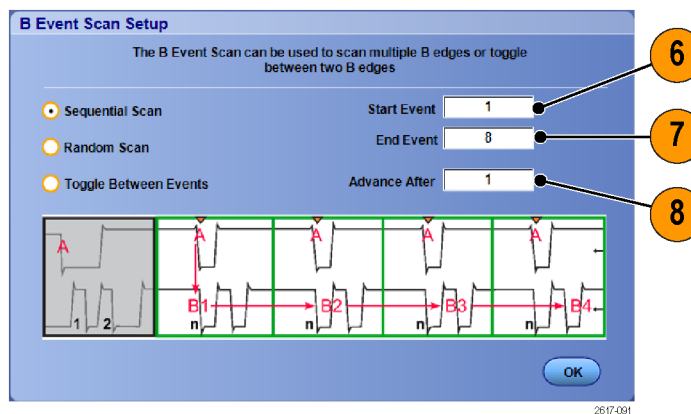 B Event Scan Setup
The B Event Scan can be used to scan multiple B edges or toggle
between two B edges
6
Sequential Scan
Start Event 1
Random Scan
End Event 8
7
Toggle Between Events
Advance After 1
8
A A A A A
B1 B2 B3 B4
1 2 n n n n
OK
2617-091